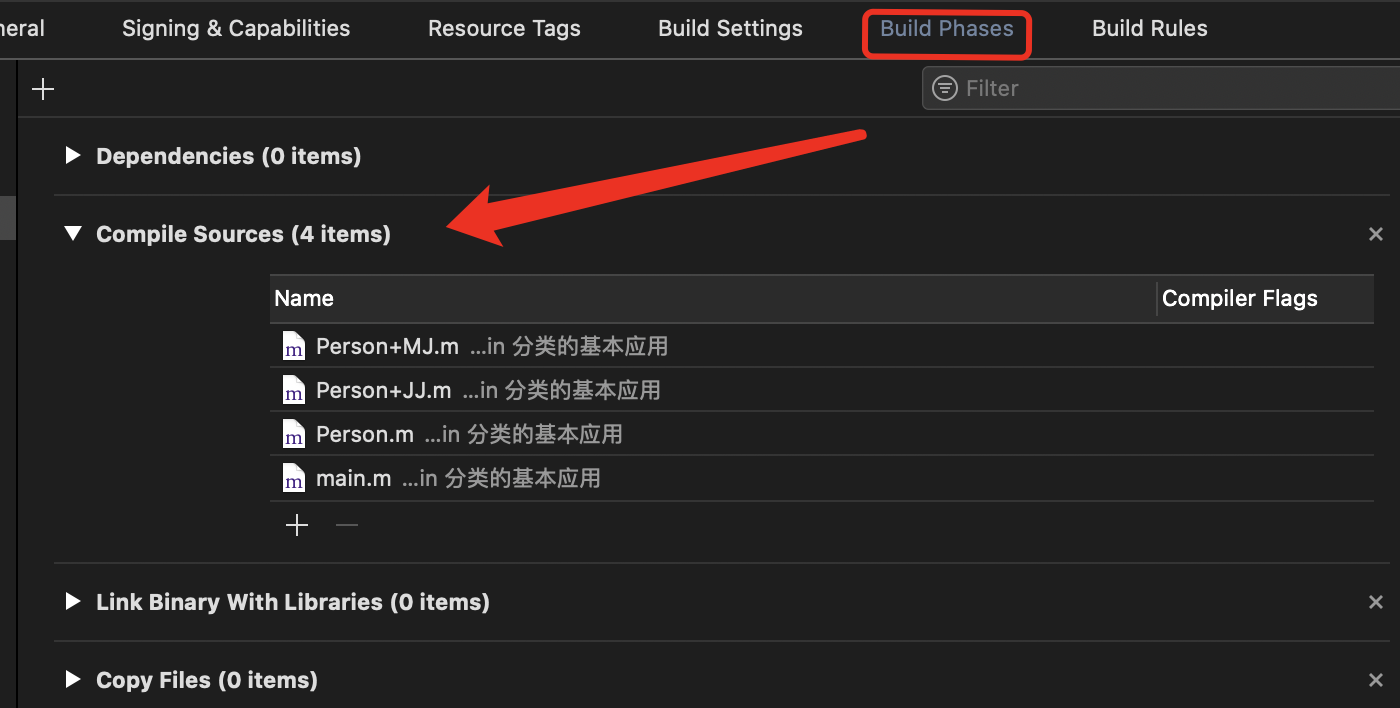 neral Signing & Capabilities Resource Tags Build Settings Build Phases Build Rules
Filter
Dependencies (0 items)
Compile Sources (4 items)
Name Compiler Flags
Person+MJ.m ...in 分类的基本应用
Person+JJ.m ...in 分类的基本应用
Person.m ...in 分类的基本应用
main.m ...in 分类的基本应用
Link Binary With Libraries (0 items)
Copy Files (0 items)